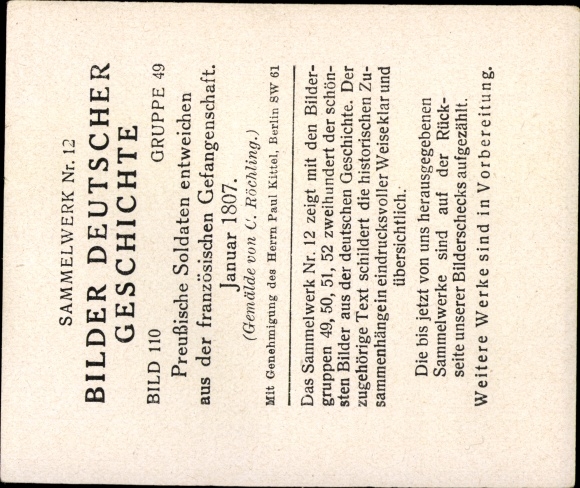 SAMMELWERK Nr. 12
BILDER DEUTSCHER
GESCHICHTE
BILD 110 GRUPPE 49
Preußische Soldaten entweichen
aus der französischen Gefangenschaft.
Januar 1807.
(Gemälde von C. Röchling.)
Mit Genehmigung des Herrn Paul Kittel, Berlin SW 61
Das Sammelwerk Nr. 12 zeigt mit den Bilder-
gruppen 49, 50, 51, 52 zweihundert der schön-
sten Bilder aus der deutschen Geschichte. Der
zugehörige Text schildert die historischen Zu-
sammenhänge in eindrucksvoller Weise klar und
übersichtlich.
Die bis jetzt von uns herausgegebenen
Sammelwerke sind auf der Rück-
seite unserer Bilderschecks aufgezählt.
Weitere Werke sind in Vorbereitung.